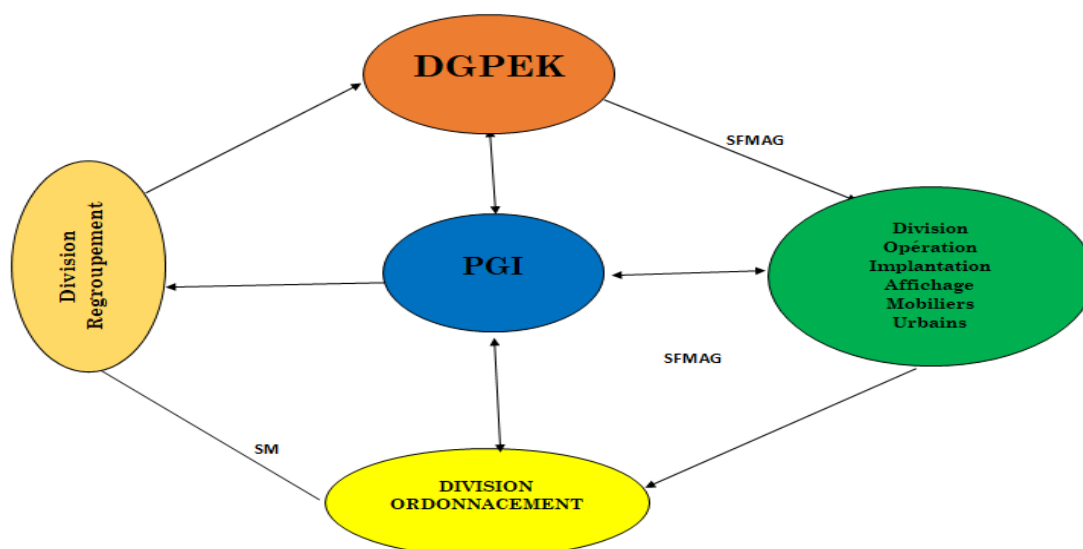 DGPEK
SFMAG
Division
Regroupement
PGI
Division
Opération
Implantation
Affichage
Mobiliers
Urbains
SFMAG
SM
DIVISION
ORDONNACEMENT